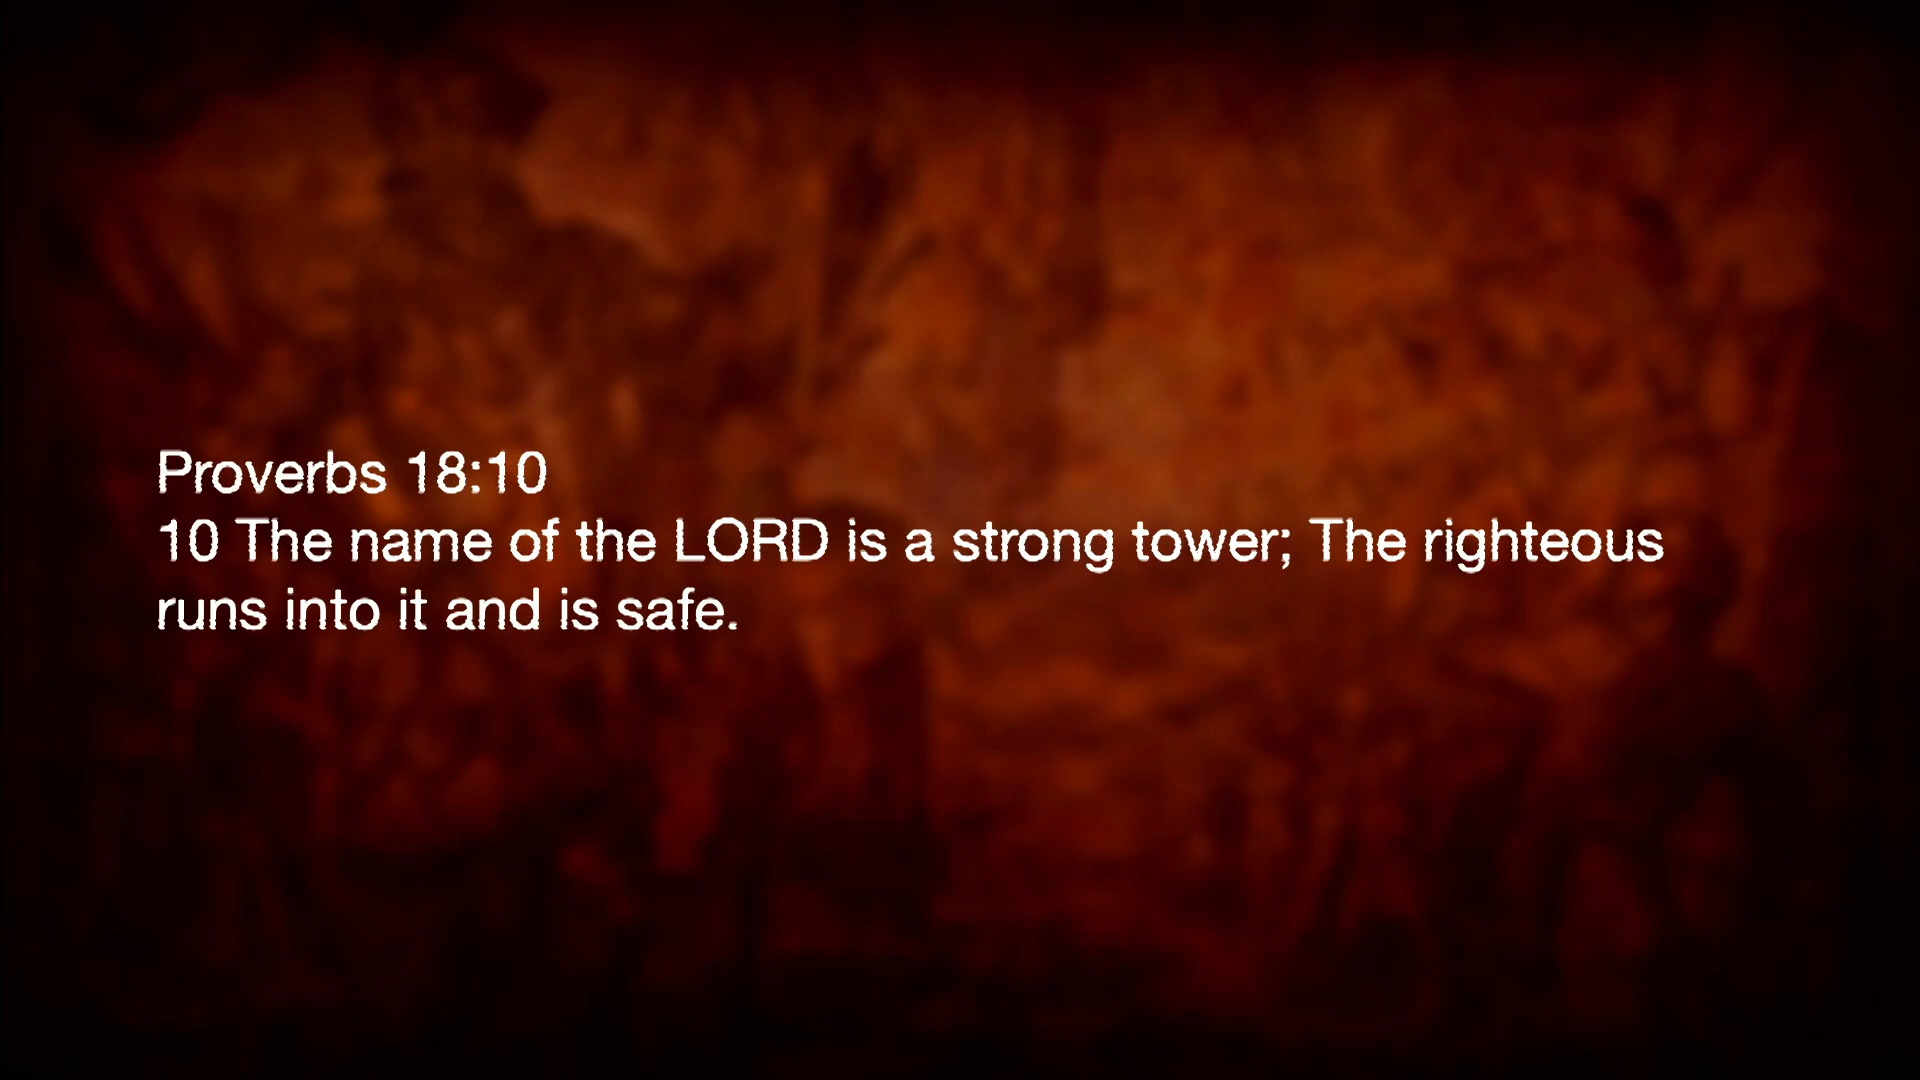 Proverbs 18:10
10 The name of the LORD is a strong tower; The righteous
runs into it and is safe.